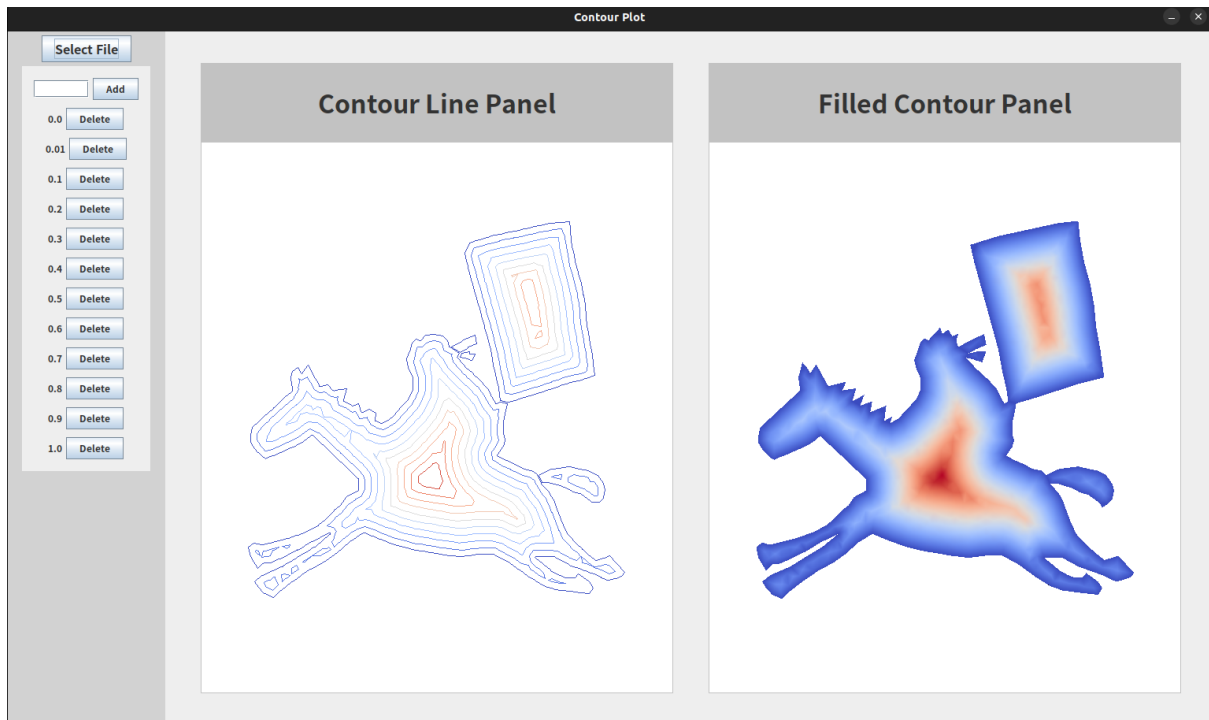 Contour Plot
Select File
Add
0.0 Delete
0.01 Delete
0.1 Delete
0.2 Delete
0.3 Delete
0.4 Delete
0.5 Delete
0.6 Delete
0.7 Delete
0.8 Delete
0.9 Delete
1.0 Delete
Contour Line Panel
Filled Contour Panel